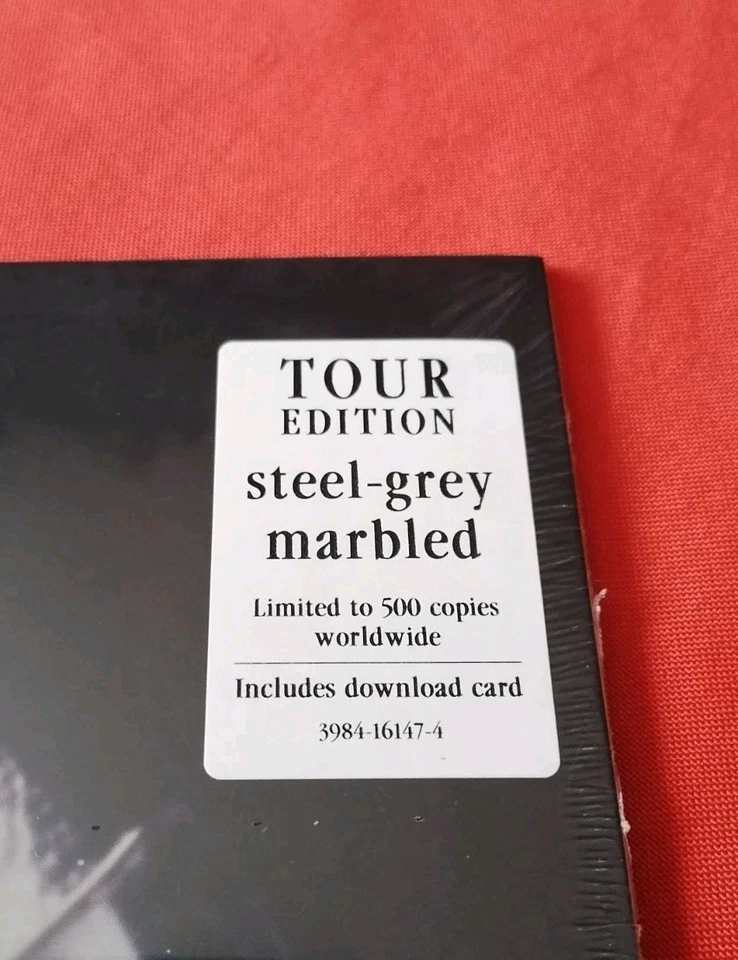 TOUR
EDITION
steel-grey
marbled
Limited to 500 copies
worldwide
Includes download card
3984-16147-4